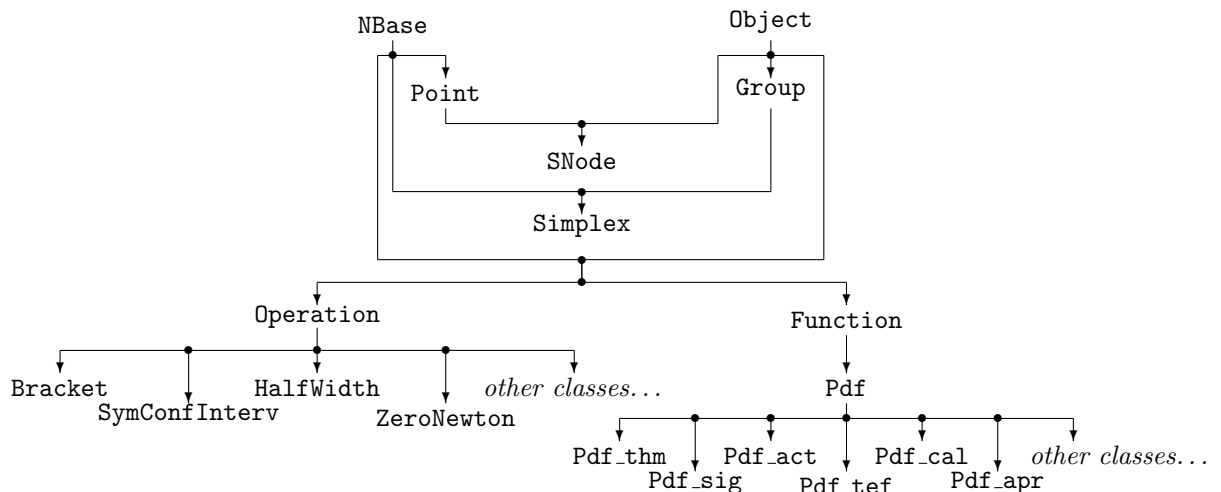 NBase Object
Point Group
SNode
Simplex
Operation Function
Bracket HalfWidth other classes... Pdf
SymConfInterv ZeroNewton
Pdf_thm Pdf_act Pdf_cal other classes...
Pdf_sig Pdf_tef Pdf_apr